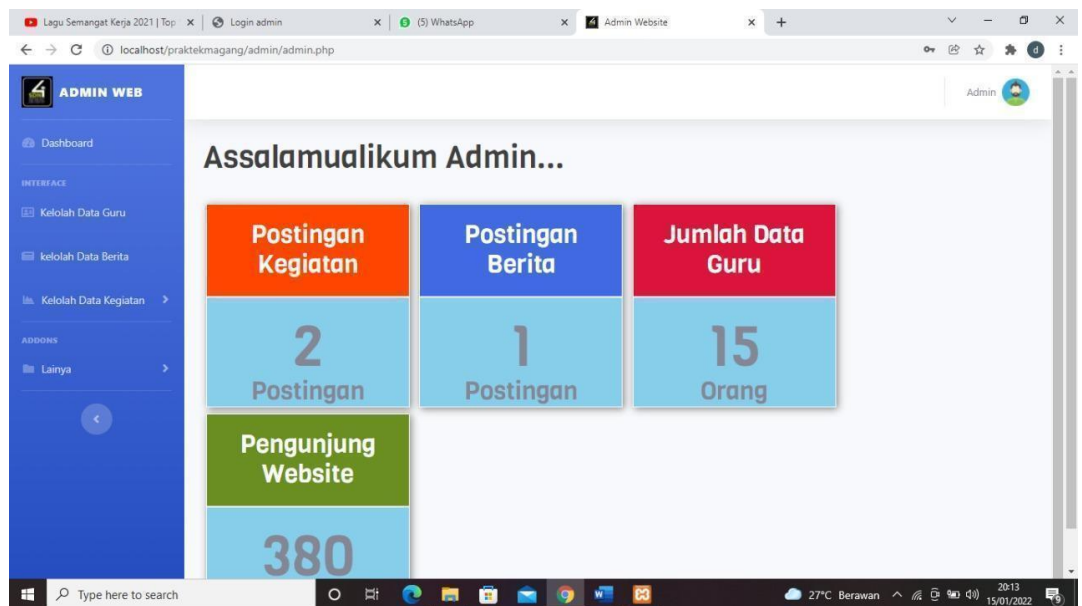 Lagu Semangat Kerja 2021 | Top
Login admin
(5) WhatsApp
Admin Website
localhost/praktekmagang/admin/admin.php
d
ADMIN WEB
Admin
Dashboard
INTERFACE
Kelolah Data Guru
kelolah Data Berita
Kelolah Data Kegiatan
ADDONS
Lainya
Assalamualikum Admin...
Postingan
Kegiatan
2
Postingan
Postingan
Berita
1
Postingan
Jumlah Data
Guru
15
Orang
Pengunjung
Website
380
Type here to search
27°C Berawan
20:13
15/01/2022